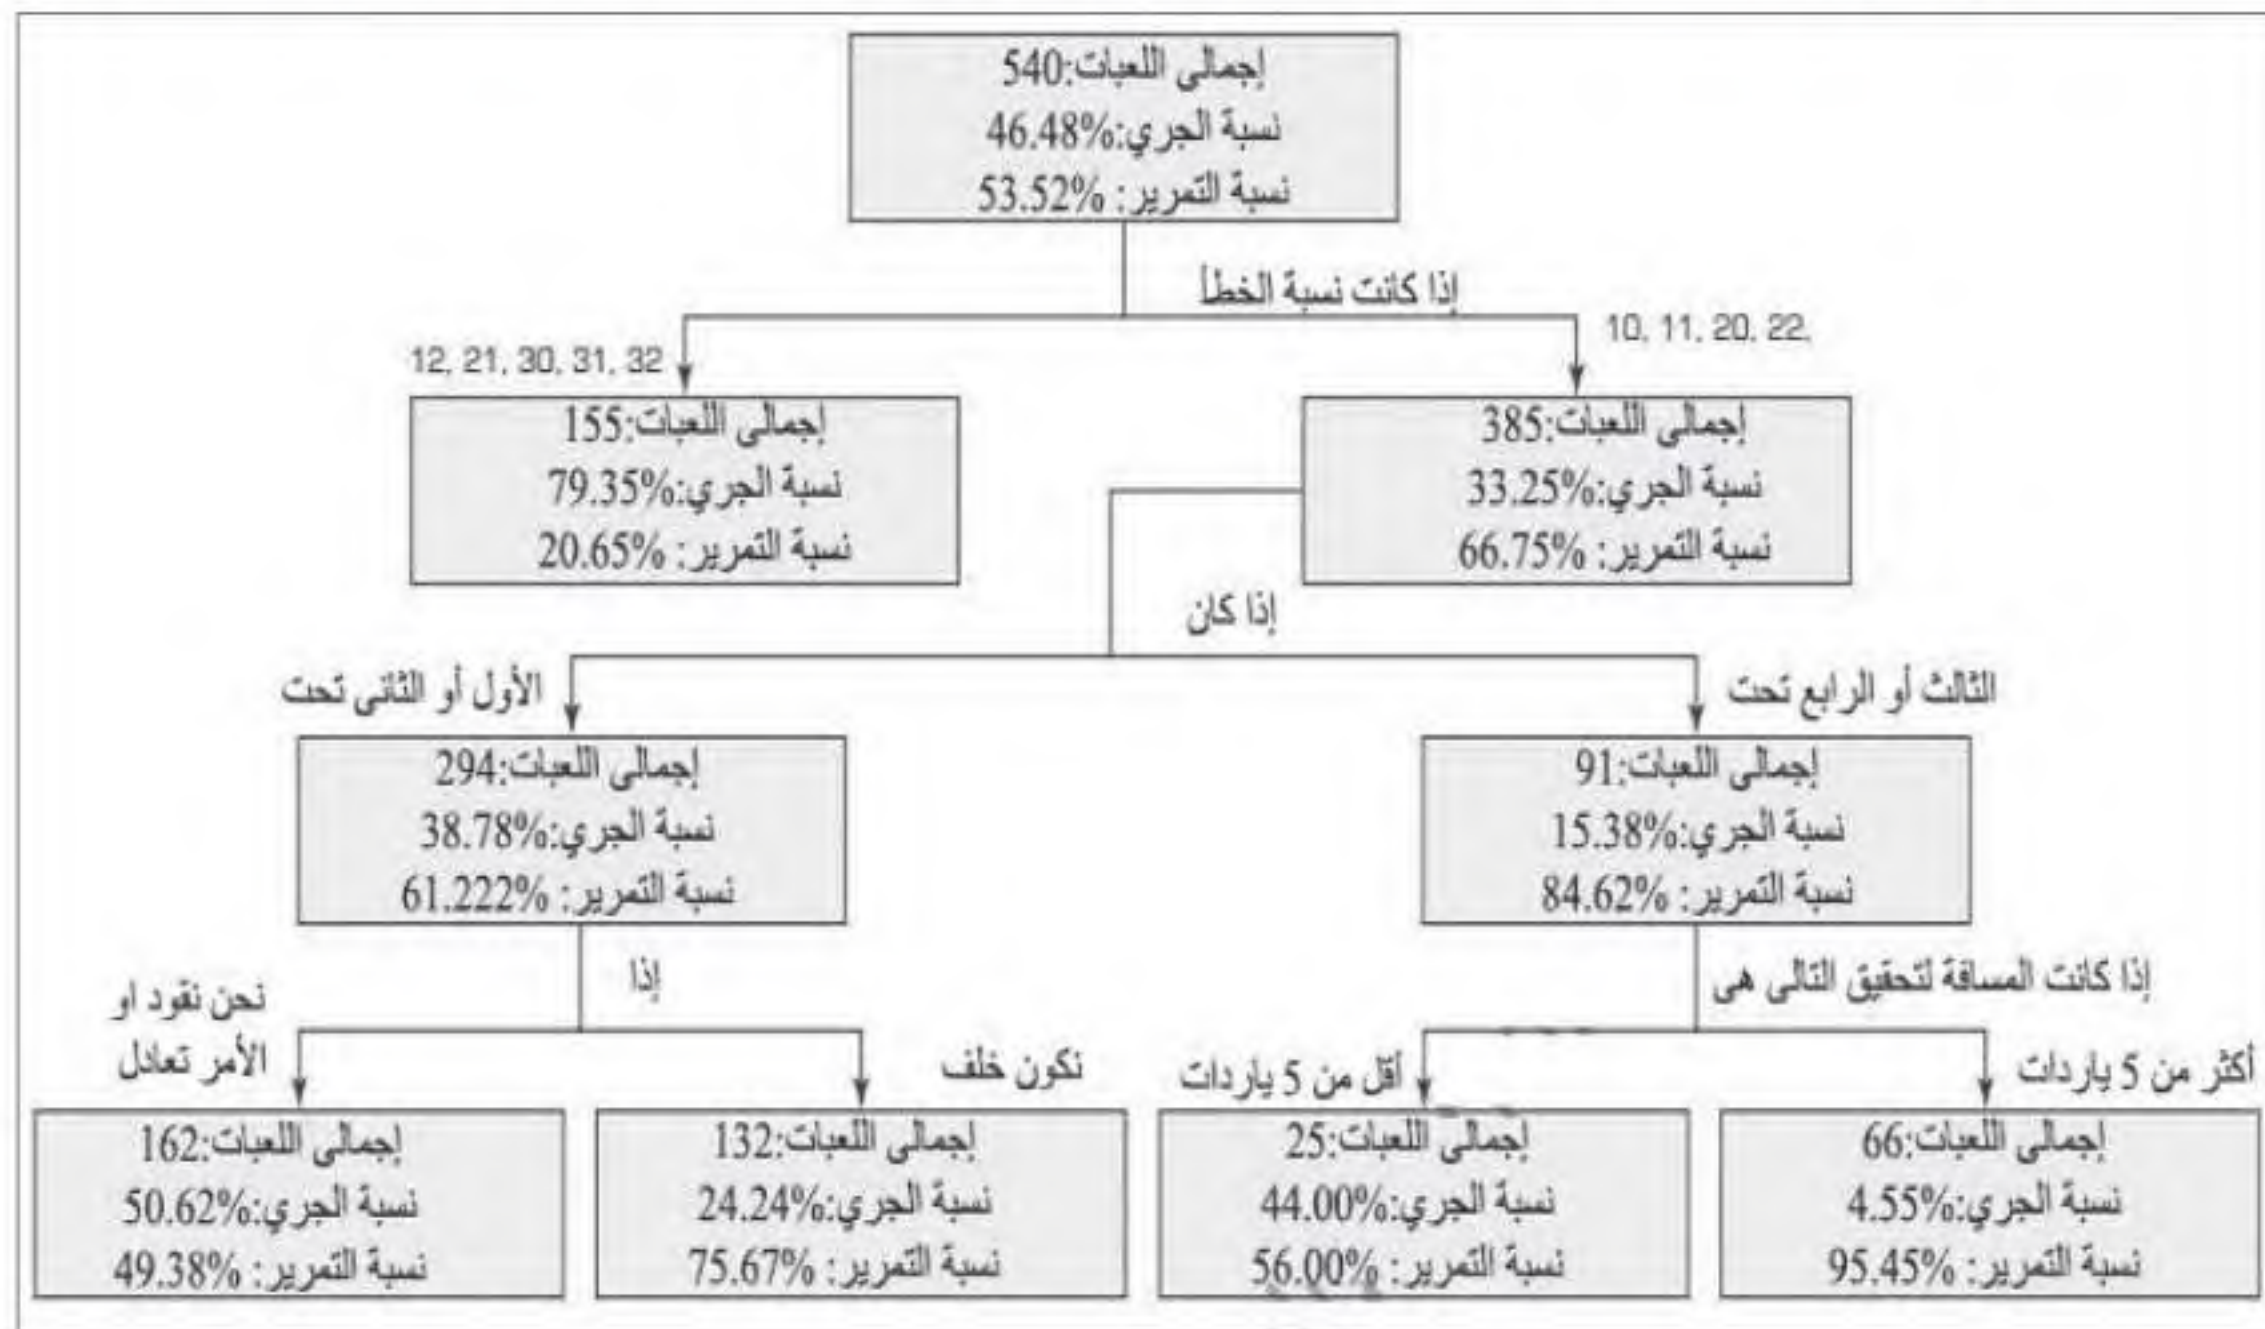 إجمالى اللعبات:540
نسبة الجري:46.48%
نسبة التمرير: 53.52%
إذا كانت نسبة الخطأ
10, 11, 20, 22,
12, 21, 30, 31, 32
إجمالى اللعبات:385
نسبة الجري:33.25%
نسبة التمرير: 66.75%
إجمالى اللعبات:155
نسبة الجري:79.35%
نسبة التمرير: 20.65%
إذا كان
الثالث أو الرابع تحت
الأول أو الثانى تحت
إجمالى اللعبات:91
نسبة الجري:15.38%
نسبة التمرير: 84.62%
إجمالى اللعبات:294
نسبة الجري:38.78%
نسبة التمرير: 61.222%
إذا كانت المسافة لتحقيق التالى هى
إذا
أكثر من 5 ياردات
أقل من 5 ياردات
نكون خلف
نحن نقود او
الأمر تعادل
إجمالى اللعبات:66
نسبة الجري:4.55%
نسبة التمرير: 95.45%
إجمالى اللعبات:25
نسبة الجري:44.00%
نسبة التمرير: 56.00%
إجمالى اللعبات:132
نسبة الجري:24.24%
نسبة التمرير: 75.67%
إجمالى اللعبات:162
نسبة الجري:50.62%
نسبة التمرير: 49.38%